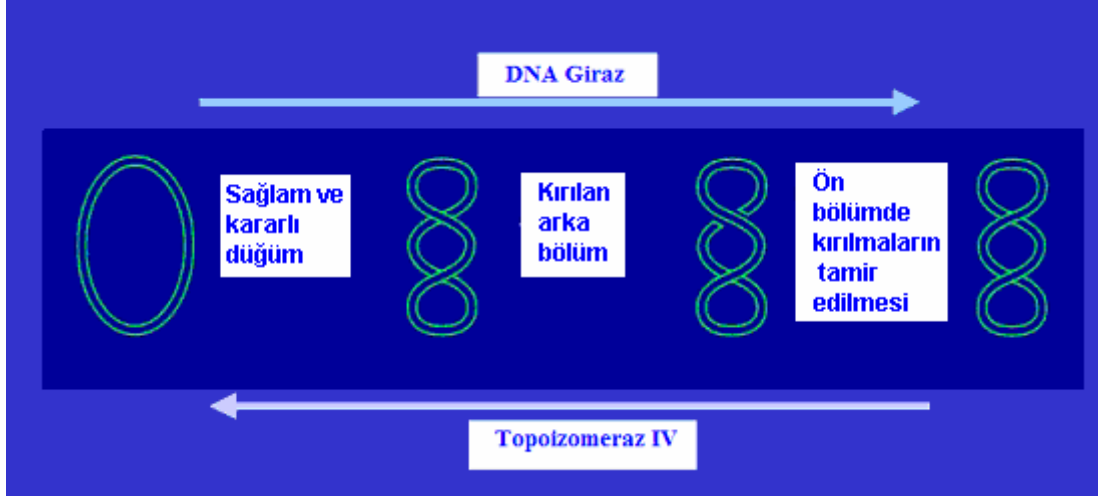 DNA Giraz
Sağlam ve
kararlı
düğüm
Kırılan
arka
bölüm
Ön
bölümde
kırılmaların
tamir
edilmesi
Topoizomeraz IV